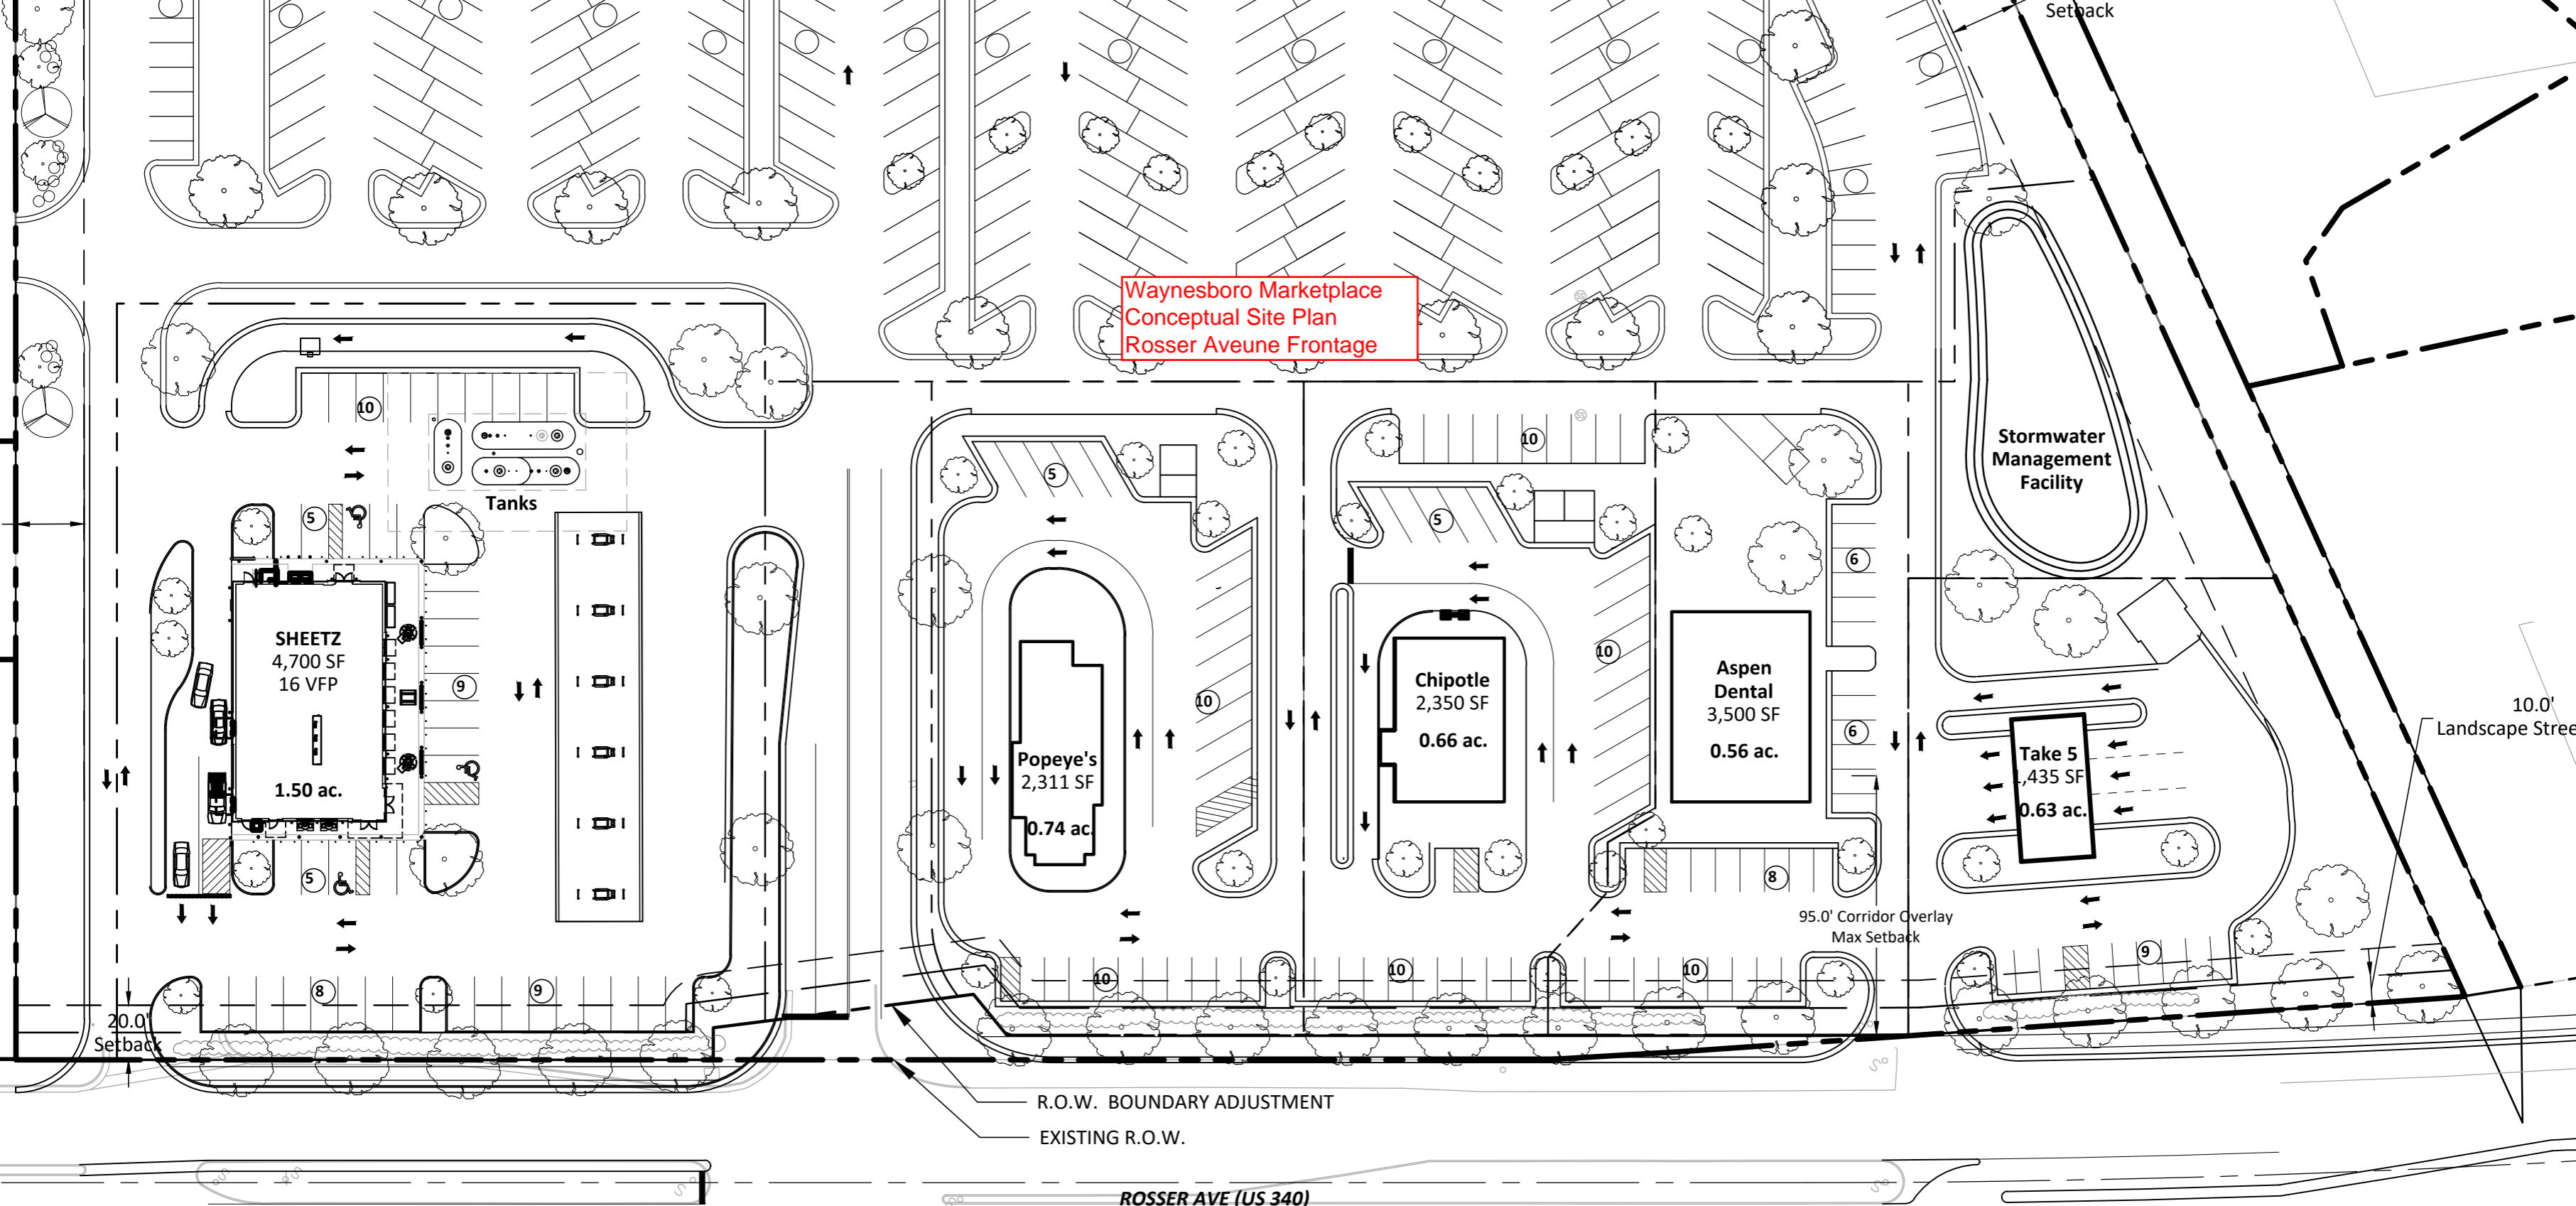 Setback
Waynesboro Marketplace
Conceptual Site Plan
Rosser Aveune Frontage
10
Tanks
5
SHEETZ
4,700 SF
16 VFP
1.50 ac.
9
5
8
9
20.0'
Setback
5
10
Popeye's
2,311 SF
0.74 ac.
10
10
5
10
Chipotle
2,350 SF
0.66 ac.
10
Aspen
Dental
3,500 SF
0.56 ac.
6
6
8
10
95.0' Corridor Overlay
Max Setback
Stormwater
Management
Facility
Take 5
1,435 SF
0.63 ac.
9
10.0'
Landscape Stree
R.O.W. BOUNDARY ADJUSTMENT
EXISTING R.O.W.
ROSSER AVE (US 340)